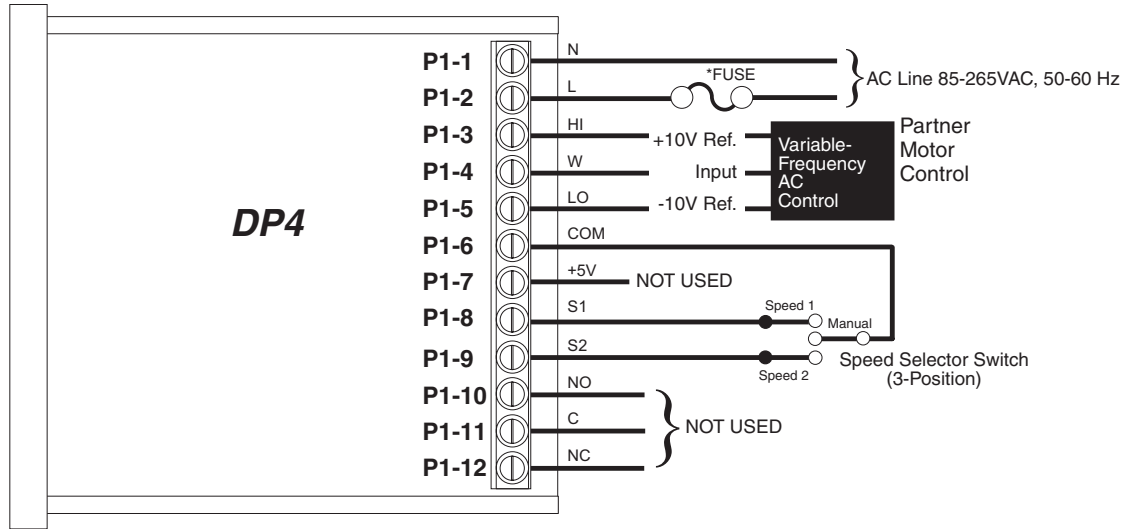 DP4
P1-1 N
P1-2 L *FUSE
AC Line 85-265VAC, 50-60 Hz
P1-3 HI +10V Ref.
P1-4 W Input
P1-5 LO -10V Ref.
Variable-
Frequency
AC
Control
Partner
Motor
Control
P1-6 COM
P1-7 +5V NOT USED
P1-8 S1 Speed 1
Manual
P1-9 S2 Speed 2
Speed Selector Switch
(3-Position)
P1-10 NO
P1-11 C NOT USED
P1-12 NC